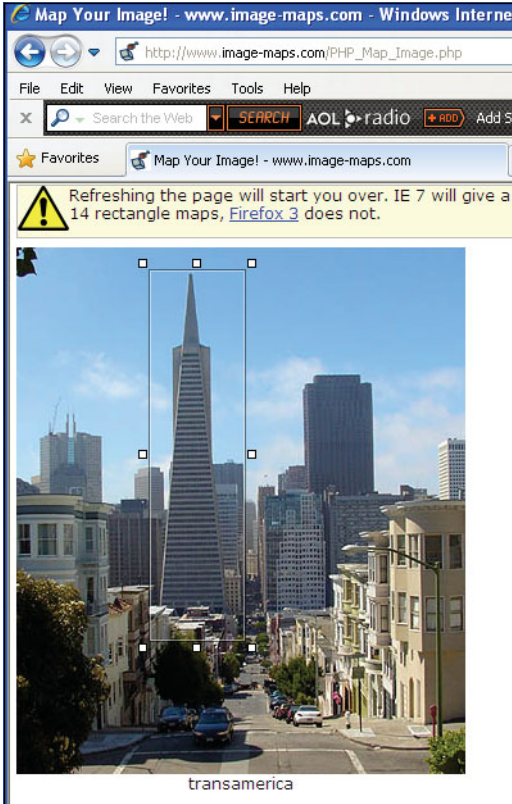 Map Your Image! - www.image-maps.com - Windows Interne
http://www.image-maps.com/PHP_Map_Image.php
File Edit View Favorites Tools Help
x Search the Web SEARCH AOL radio + ADD Add S
Favorites Map Your Image! - www.image-maps.com
Refreshing the page will start you over. IE 7 will give a
14 rectangle maps, Firefox 3 does not.
transamerica